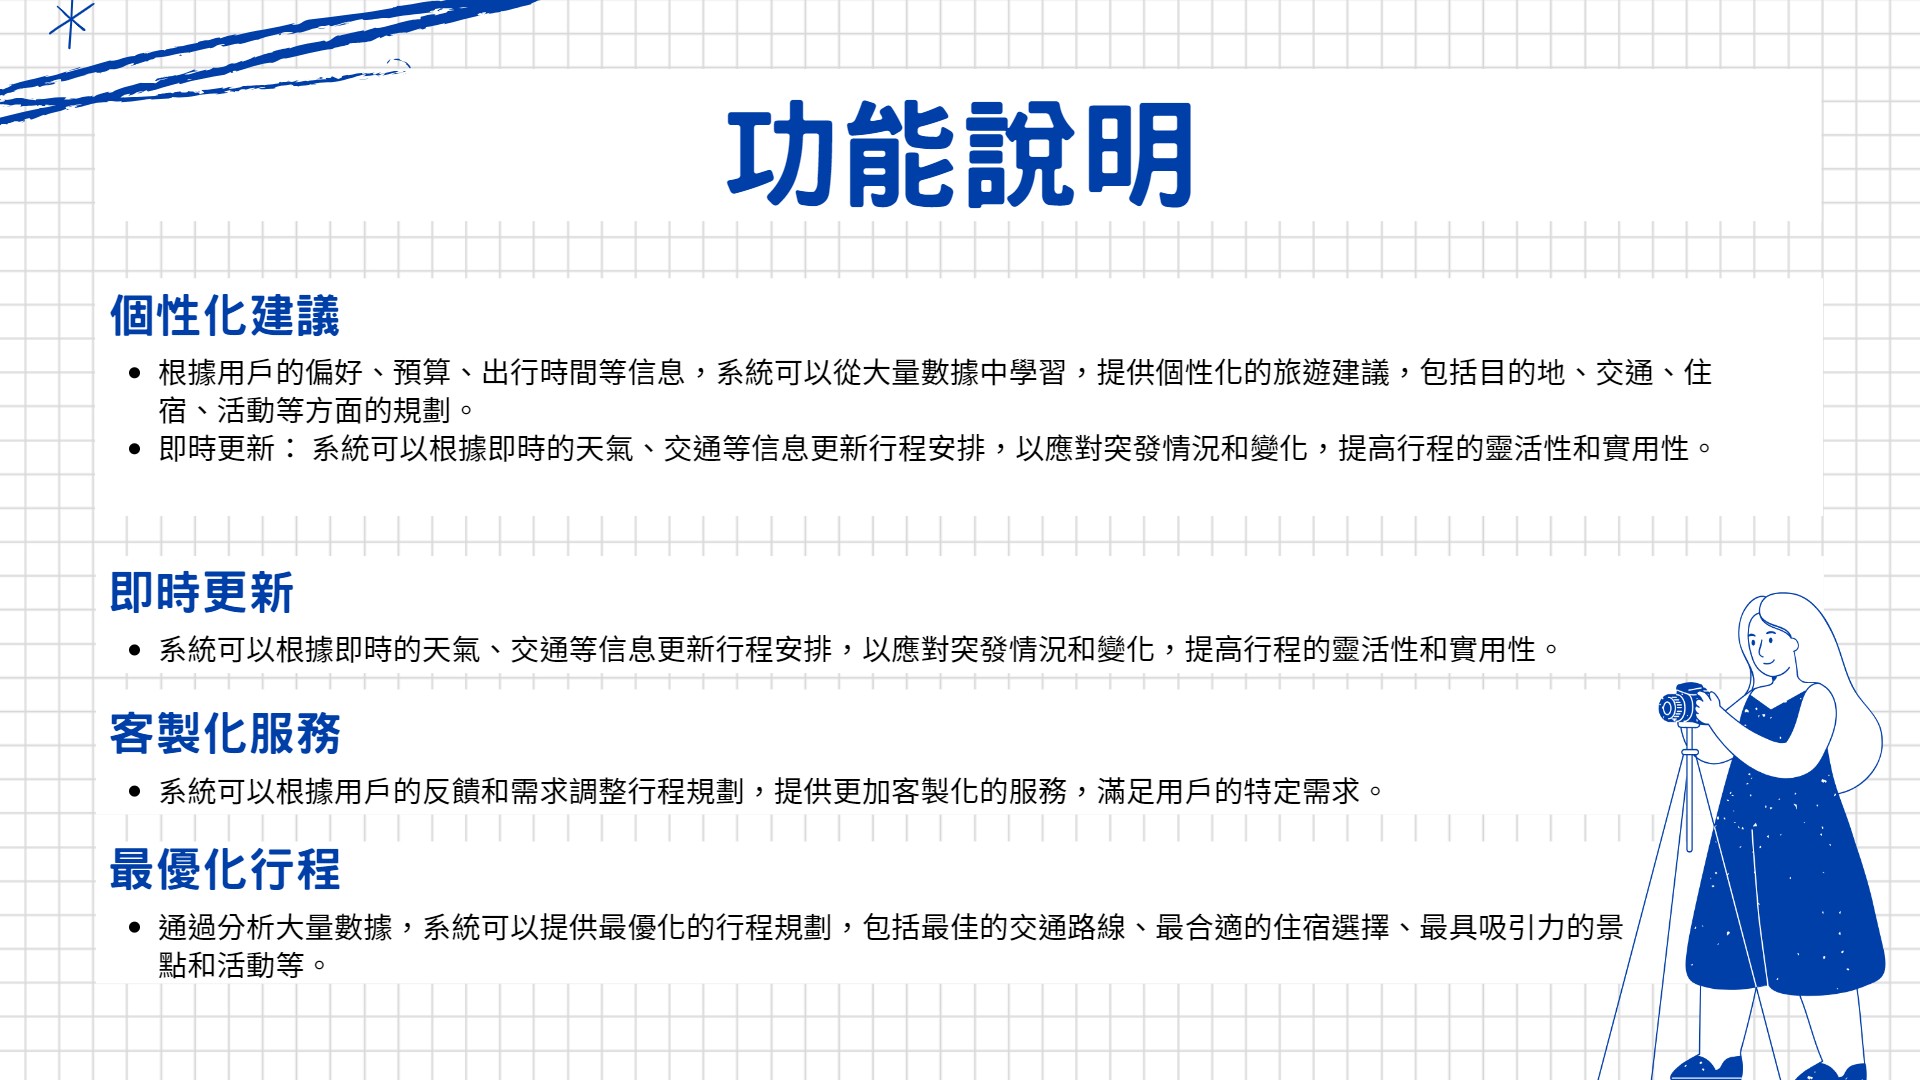 功能說明
個性化建議
• 根據用戶的偏好、預算、出行時間等信息，系統可以從大量數據中學習，提供個性化的旅遊建議，包括目的地、交通、住
宿、活動等方面的規劃。
• 即時更新： 系統可以根據即時的天氣、交通等信息更新行程安排，以應對突發情況和變化，提高行程的靈活性和實用性。
即時更新
• 系統可以根據即時的天氣、交通等信息更新行程安排，以應對突發情況和變化，提高行程的靈活性和實用性。
客製化服務
• 系統可以根據用戶的反饋和需求調整行程規劃，提供更加客製化的服務，滿足用戶的特定需求。
最優化行程
• 通過分析大量數據，系統可以提供最優化的行程規劃，包括最佳的交通路線、最合適的住宿選擇、最具吸引力的景
點和活動等。